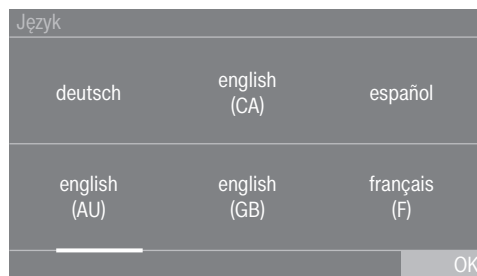 Język
deutsch
english
(CA)
español
english
(AU)
english
(GB)
français
(F)
OK